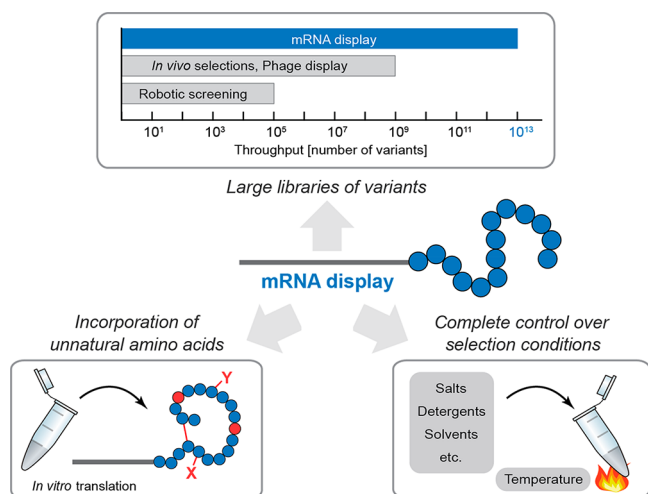 mRNA display
In vivo selections, Phage display
Robotic screening
10¹ 10³ 10⁵ 10⁷ 10⁹ 10¹¹ 10¹³
Throughput [number of variants]
Large libraries of variants
mRNA display
Incorporation of
unnatural amino acids
Y
X
In vitro translation
Complete control over
selection conditions
Salts
Detergents
Solvents
etc.
Temperature